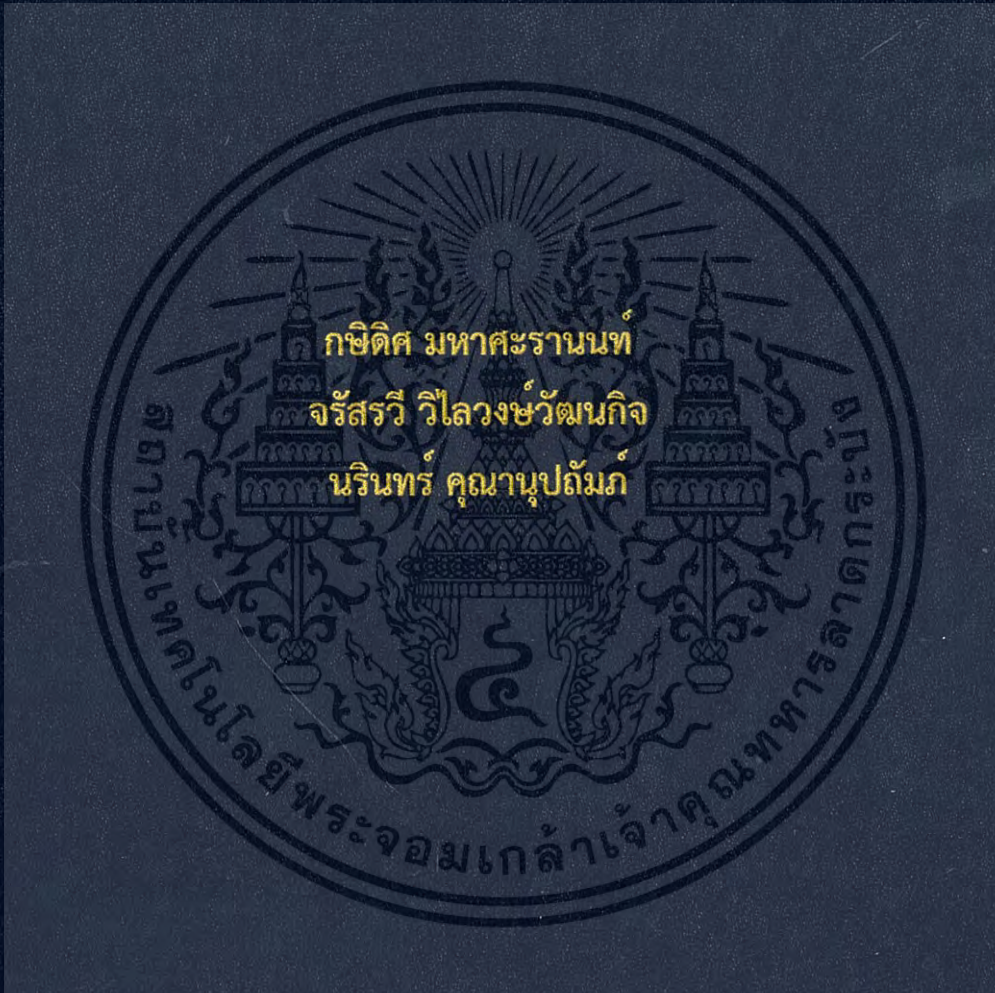 กษิดิศ มหาศะรานนท์
จรัสรวี วิไลวงษ์วัฒนกิจ
นรินทร์ คุณานุปถัมภ์
๔
สถาบันเทคโนโลยีพระจอมเกล้าเจ้าคุณทหารลาดกระบัง